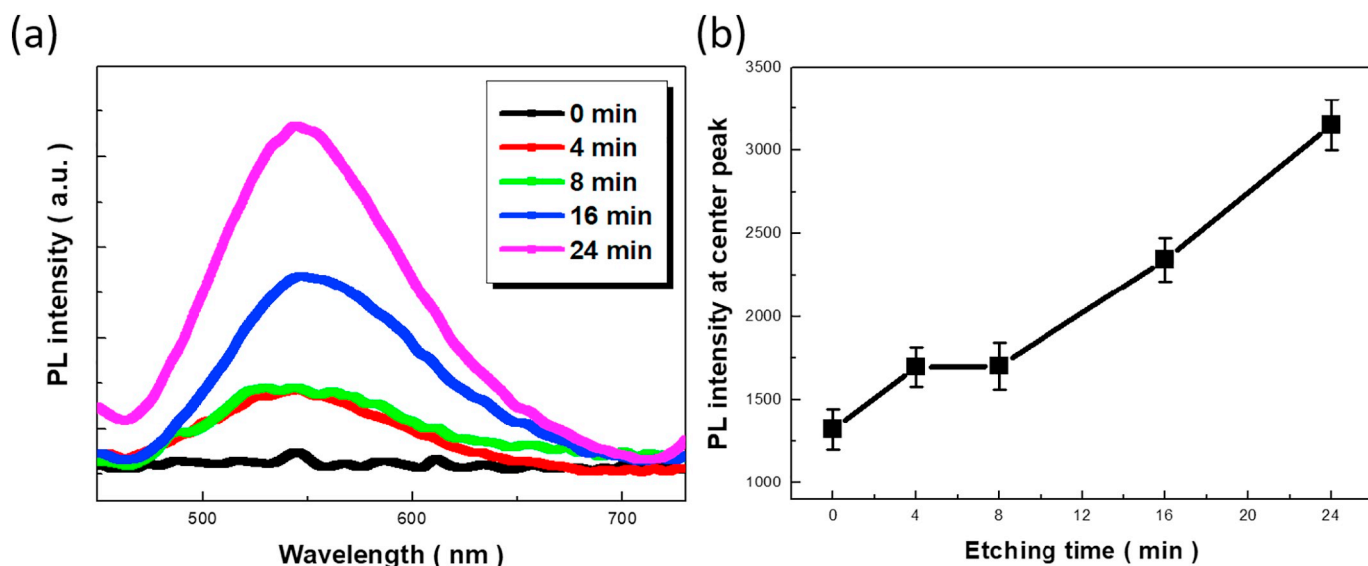 (a)
PL intensity ( a.u. )
0 min
4 min
8 min
16 min
24 min
500
600
700
Wavelength ( nm )
(b)
PL intensity at center peak
3500
3000
2500
2000
1500
1000
0
4
8
12
16
20
24
Etching time ( min )